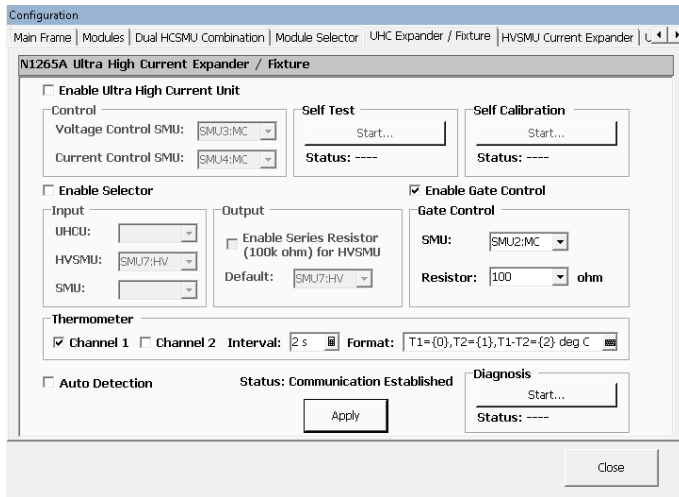 Configuration
Main Frame Modules Dual HCSMU Combination Module Selector UHC Expander / Fixture HVSMU Current Expander U
N1265A Ultra High Current Expander / Fixture
Enable Ultra High Current Unit
Control
Voltage Control SMU: SMU3:MC
Current Control SMU: SMU4:MC
Self Test
Start...
Status: ----
Self Calibration
Start...
Status: ----
Enable Selector
Input
UHCU:
HVSMU: SMU7:HV
SMU:
Output
Enable Series Resistor
(100k ohm) for HVSMU
Default: SMU7:HV
Enable Gate Control
Gate Control
SMU: SMU2:MC
Resistor: 100 ohm
Thermometer
Channel 1 Channel 2 Interval: 2 s Format: T1={0},T2={1},T1-T2={2} deg C
Auto Detection
Status: Communication Established
Apply
Diagnosis
Start...
Status: ----
Close